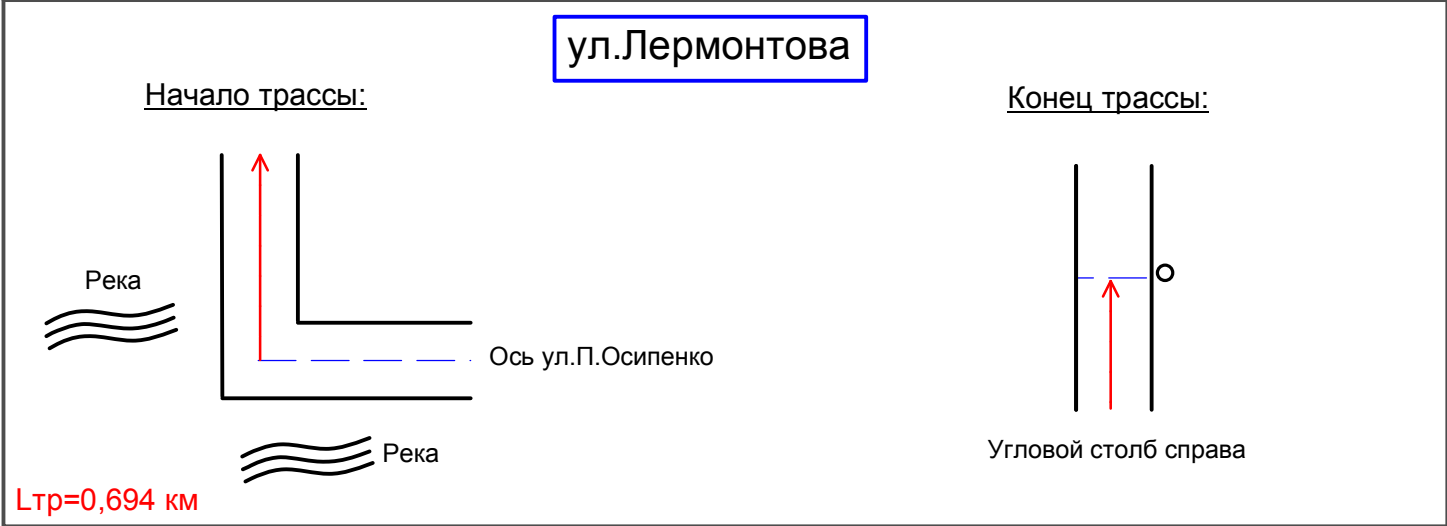 ул.Лермонтова
Начало трассы:
Конец трассы:
Река
Ось ул.П.Осипенко
Река
Угловой столб справа
Lтр=0,694 км